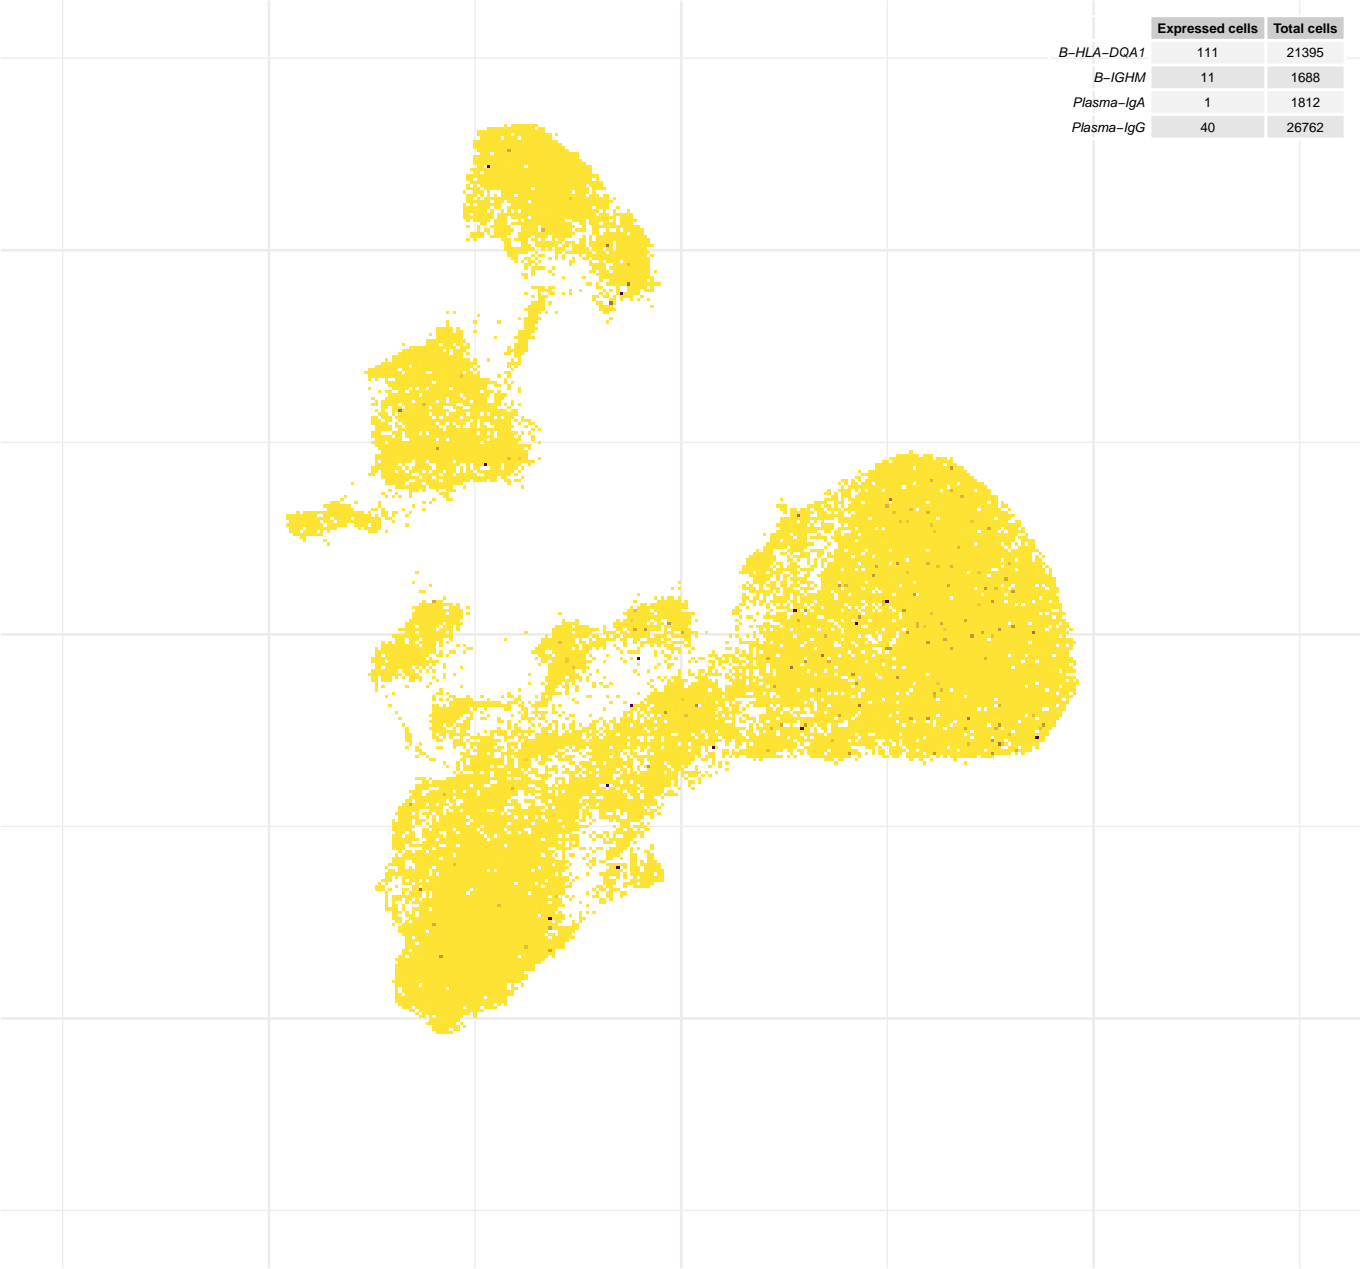 Expressed cells Total cells
B−HLA−DQA1 111 21395
B−IGHM 11 1688
Plasma−IgA 1 1812
Plasma−IgG 40 26762